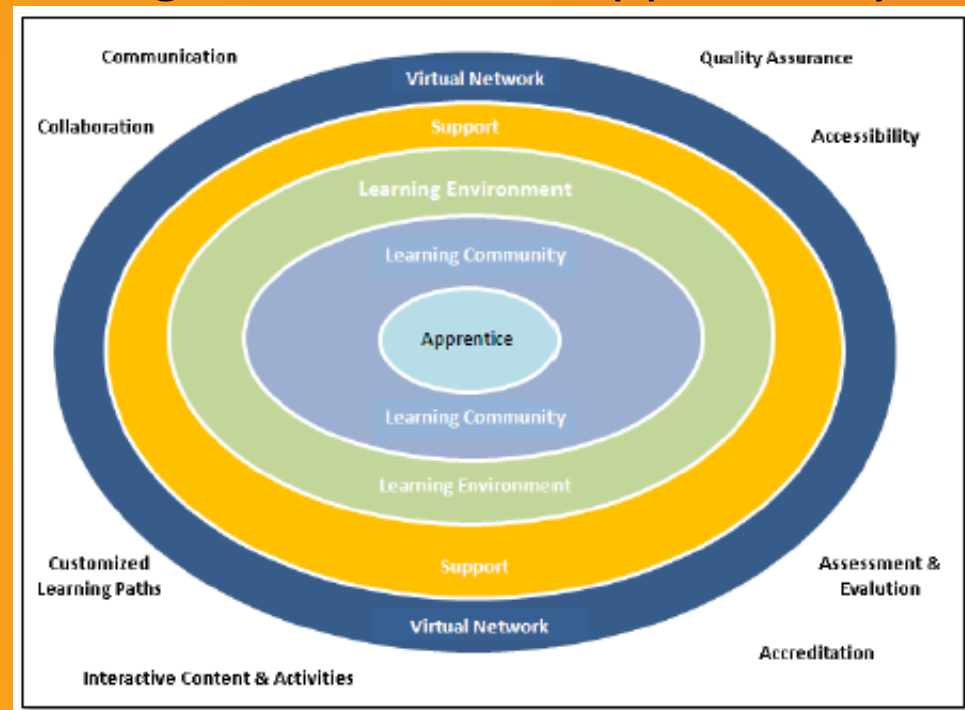 Communication
Quality Assurance
Virtual Network
Collaboration
Support
Accessibility
Learning Environment
Learning Community
Apprentice
Learning Community
Learning Environment
Customized
Learning Paths
Support
Assessment &
Evalution
Virtual Network
Accreditation
Interactive Content & Activities